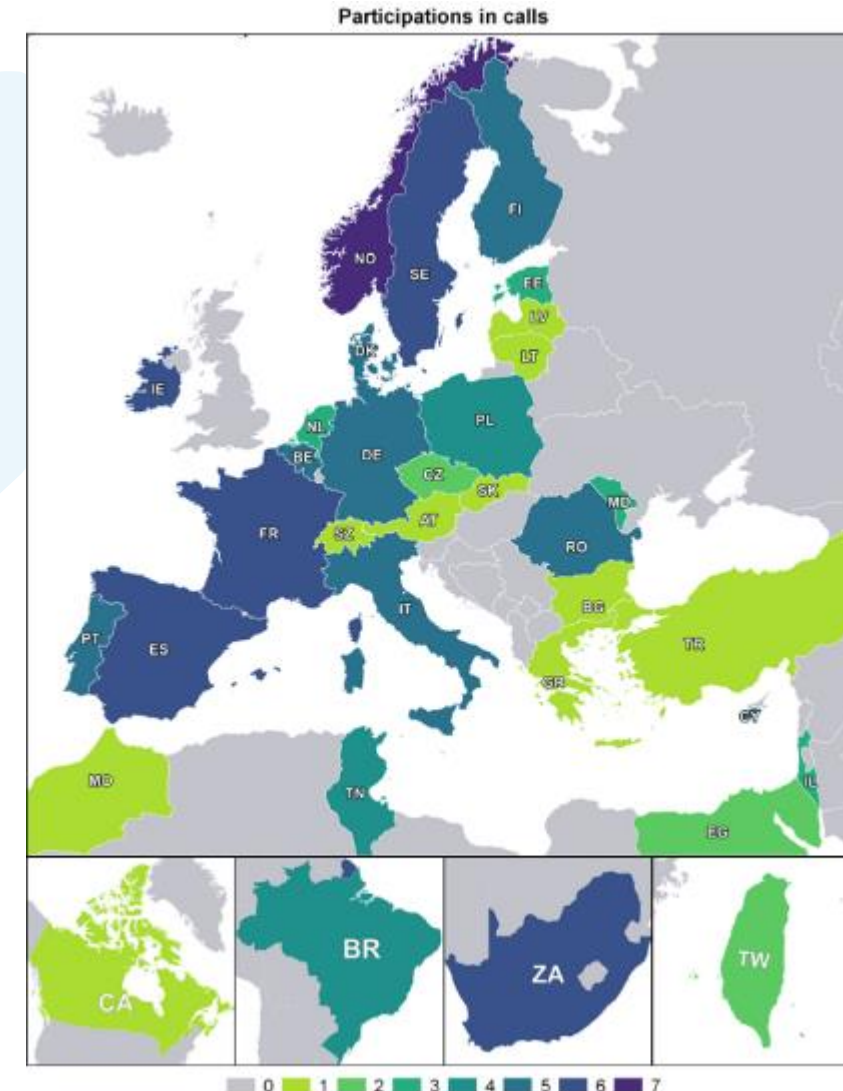 Participations in calls
NO
SE
FI
EE
LV
LT
DK
IE
NL
BE
DE
PL
CZ
SK
AT
SZ
FR
MD
RO
IT
BG
PT
ES
TR
GR
CY
MO
TN
IL
EG
CA
BR
ZA
TW
0 1 2 3 4 5 6 7